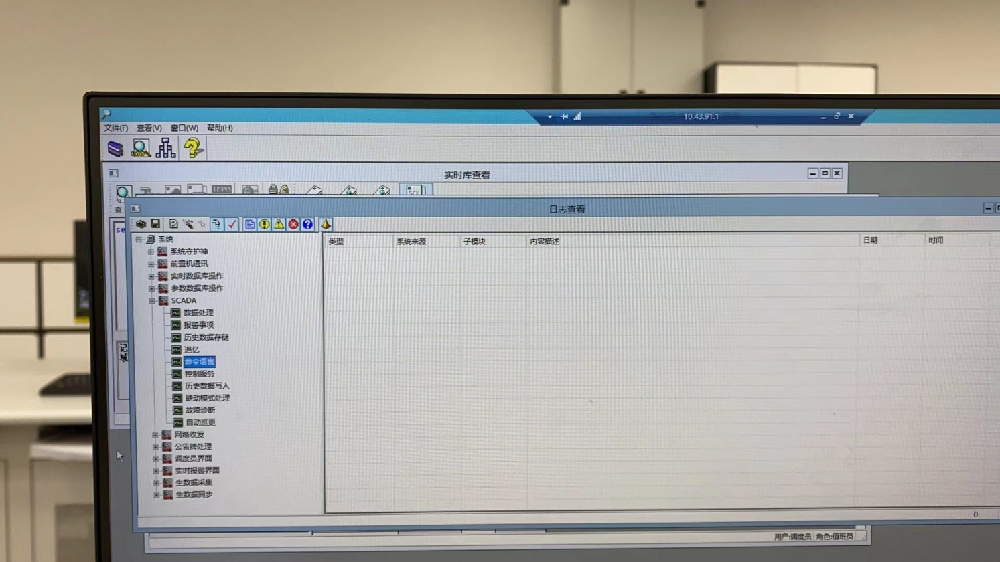 10.43.91.1
文件(F) 查看(V) 窗口(W) 帮助(H)
LOG
实时库查看
12345
SQL
查
日志查看
se
系统
系统守护神
前置机通讯
实时数据库操作
参数数据库操作
SCADA
数据处理
报警事项
历史数据存储
追忆
命令语言
控制服务
历史数据写入
联动模式处理
故障诊断
自动巡更
网络收发
公告牌处理
调度员界面
实时报警界面
生数据采集
生数据同步
类型 系统来源 子模块 内容描述 日期 时间
记
0
用户:调度员 角色:值班员